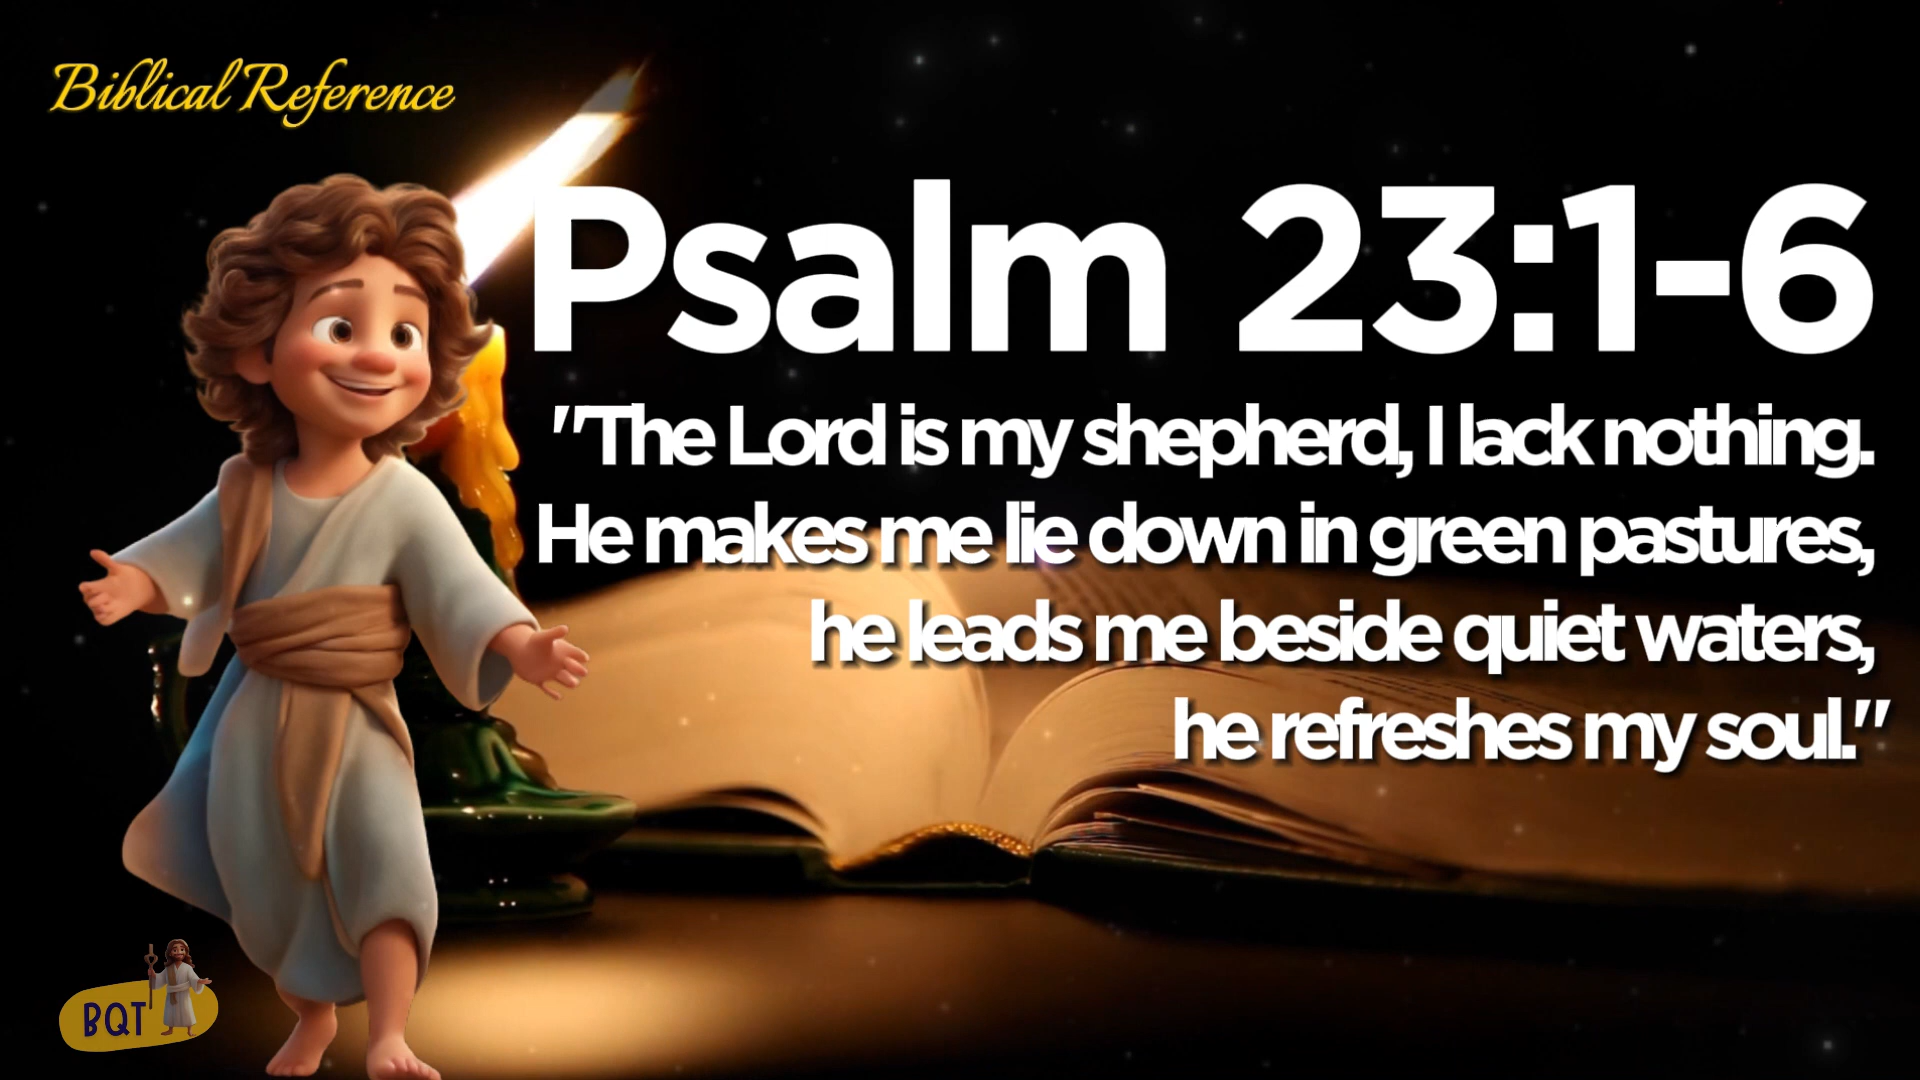 Biblical Reference
Psalm 23:1-6
"The Lord is my shepherd, I lack nothing.
He makes me lie down in green pastures,
he leads me beside quiet waters,
he refreshes my soul."
BQT